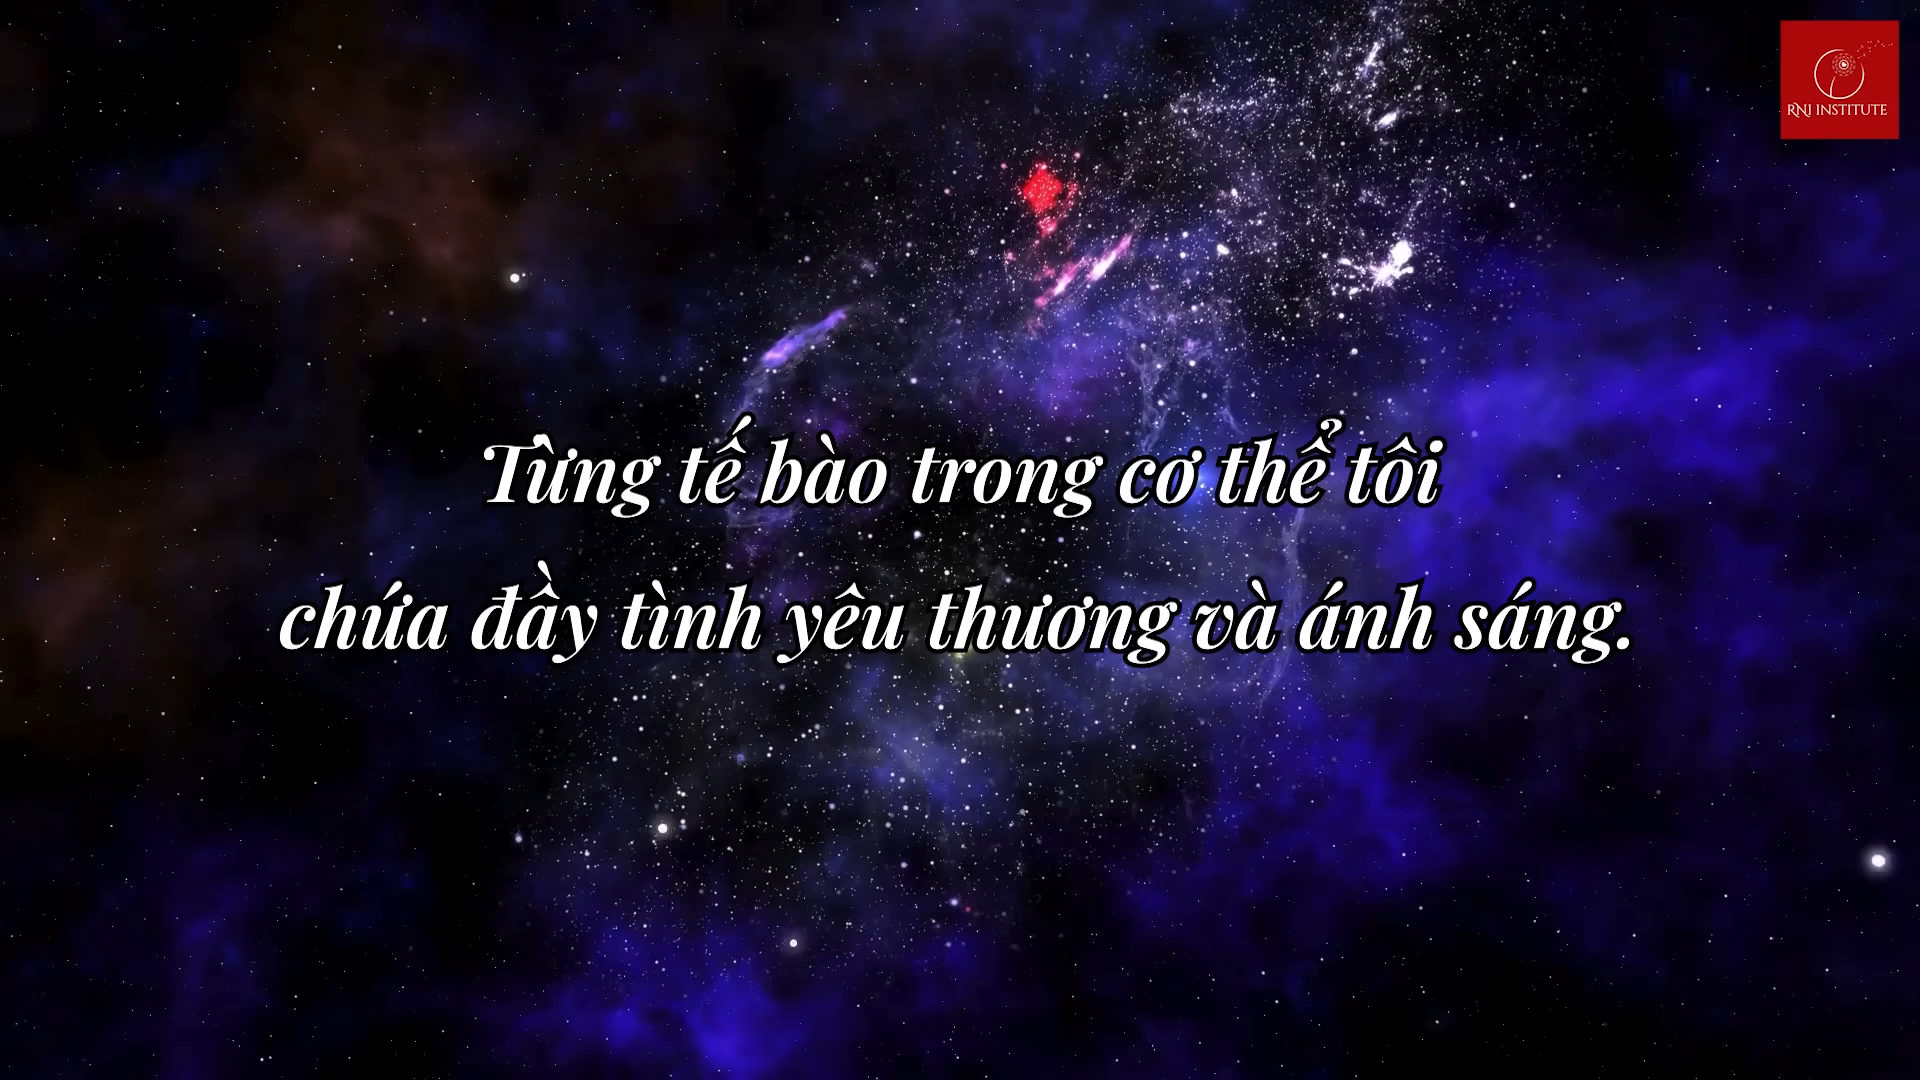 RNI INSTITUTE
Từng tế bào trong cơ thể tôi
chứa đầy tình yêu thương và ánh sáng.